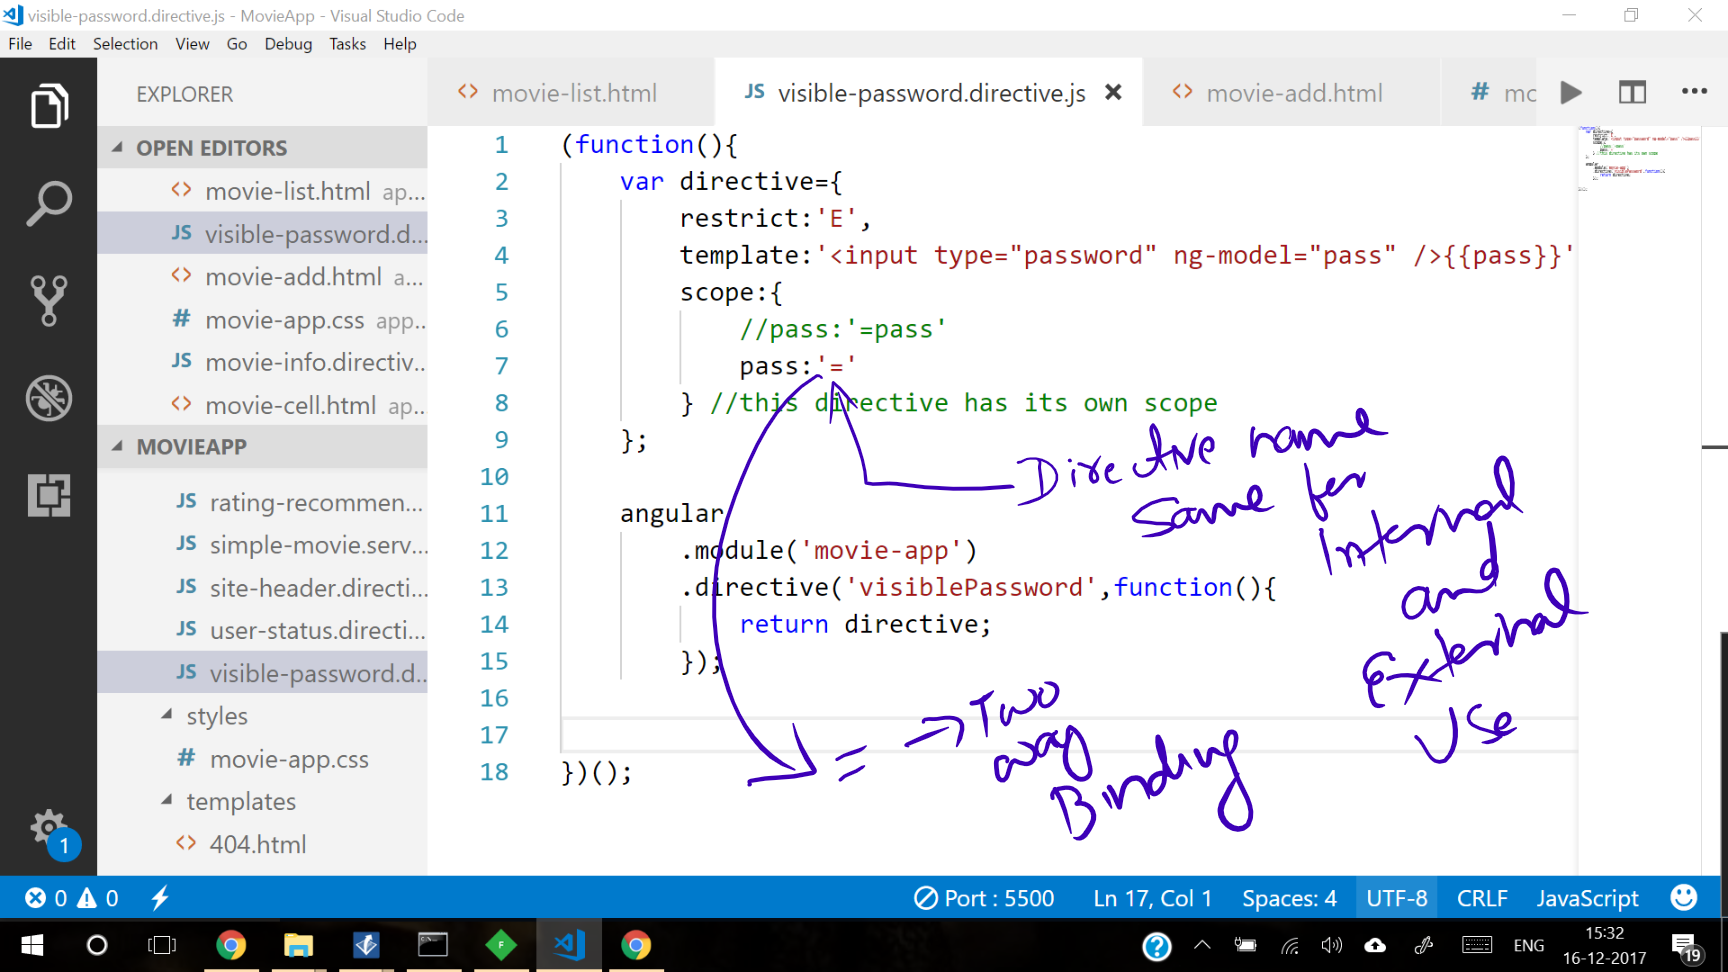 visible-password.directive.js - MovieApp - Visual Studio Code
File Edit Selection View Go Debug Tasks Help
EXPLORER
OPEN EDITORS
movie-list.html ap...
visible-password.d...
movie-add.html a...
movie-app.css app...
movie-info.directiv...
movie-cell.html ap...
MOVIEAPP
rating-recommen...
simple-movie.serv...
site-header.directi...
user-status.directi...
visible-password.d...
styles
movie-app.css
templates
404.html
movie-list.html JS visible-password.directive.js movie-add.html # mc
1 (function(){
2 var directive={
3 restrict:'E',
4 template:'<input type="password" ng-model="pass" />{{pass}}'
5 scope:{
6 //pass:'=pass'
7 pass:'='
8 } //this directive has its own scope
9 };
10
11 angular
12 .module('movie-app')
13 .directive('visiblePassword',function(){
14 return directive;
15 });
16
17
18 })();
Directive name
Same for
Internal
and
External
Use
= → Two
way
Binding
1
0 0 Port : 5500 Ln 17, Col 1 Spaces: 4 UTF-8 CRLF JavaScript
ENG 15:32
16-12-2017
19